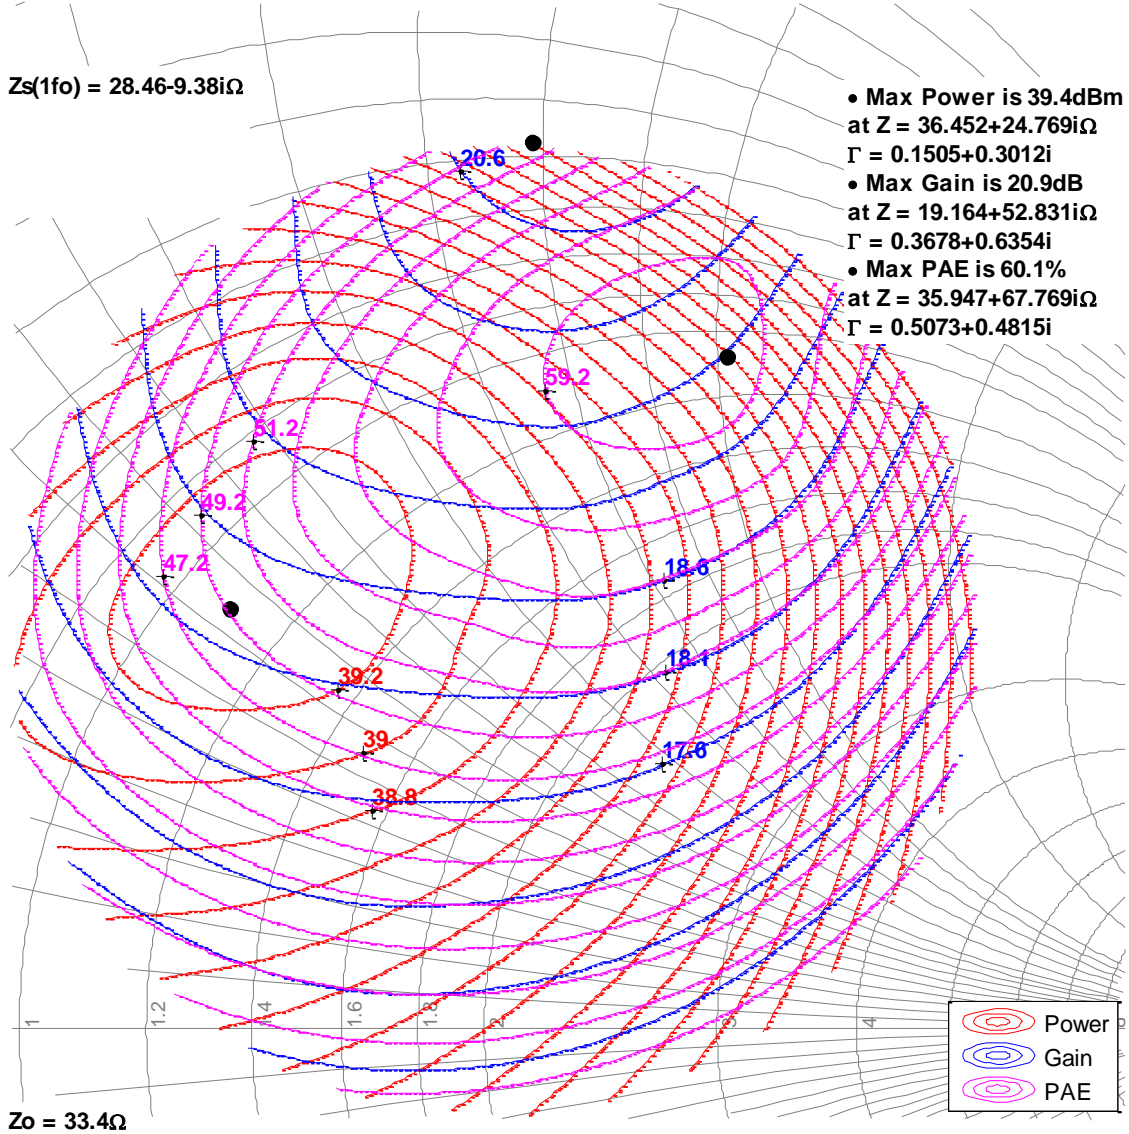 Zs(1fo) = 28.46-9.38iΩ
• Max Power is 39.4dBm
at Z = 36.452+24.769iΩ
Γ = 0.1505+0.3012i
• Max Gain is 20.9dB
at Z = 19.164+52.831iΩ
Γ = 0.3678+0.6354i
• Max PAE is 60.1%
at Z = 35.947+67.769iΩ
Γ = 0.5073+0.4815i
20.6
59.2
51.2
49.2
47.2
18.6
18.1
39.2
39
17.6
38.8
1
1.2
1.4
1.6
1.8
2
3
4
Power
Gain
PAE
Zo = 33.4Ω